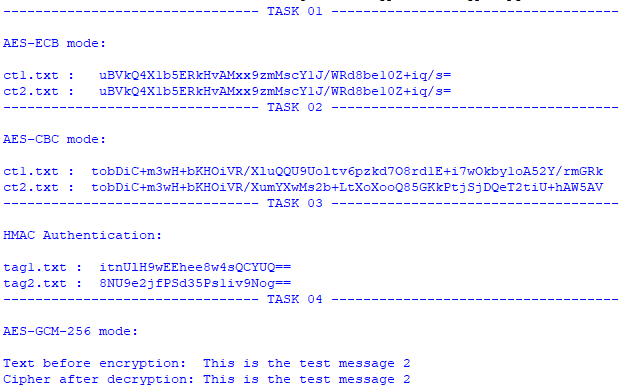 -------------------------------- TASK 01 ------------------------------------
AES-ECB mode:
ct1.txt :   uBVkQ4X1b5ERkHvAMxx9zmMscY1J/WRd8be10Z+iq/s=
ct2.txt :   uBVkQ4X1b5ERkHvAMxx9zmMscY1J/WRd8be10Z+iq/s=
-------------------------------- TASK 02 ------------------------------------
AES-CBC mode:
ct1.txt :  tobDiC+m3wH+bKHOiVR/XluQQU9Uoltv6pzkd7O8rdlE+i7wOkby1oA52Y/rmGRk
ct2.txt :  tobDiC+m3wH+bKHOiVR/XumYXwMs2b+LtXoXooQ85GKkPtjSjDQeT2tiU+hAW5AV
-------------------------------- TASK 03 ------------------------------------
HMAC Authentication:
tag1.txt :  itnUlH9wEEhee8w4sQCYUQ==
tag2.txt :  8NU9e2jfPSd35Ps1iv9Nog==
-------------------------------- TASK 04 ------------------------------------
AES-GCM-256 mode:
Text before encryption:  This is the test message 2
Cipher after decryption: This is the test message 2